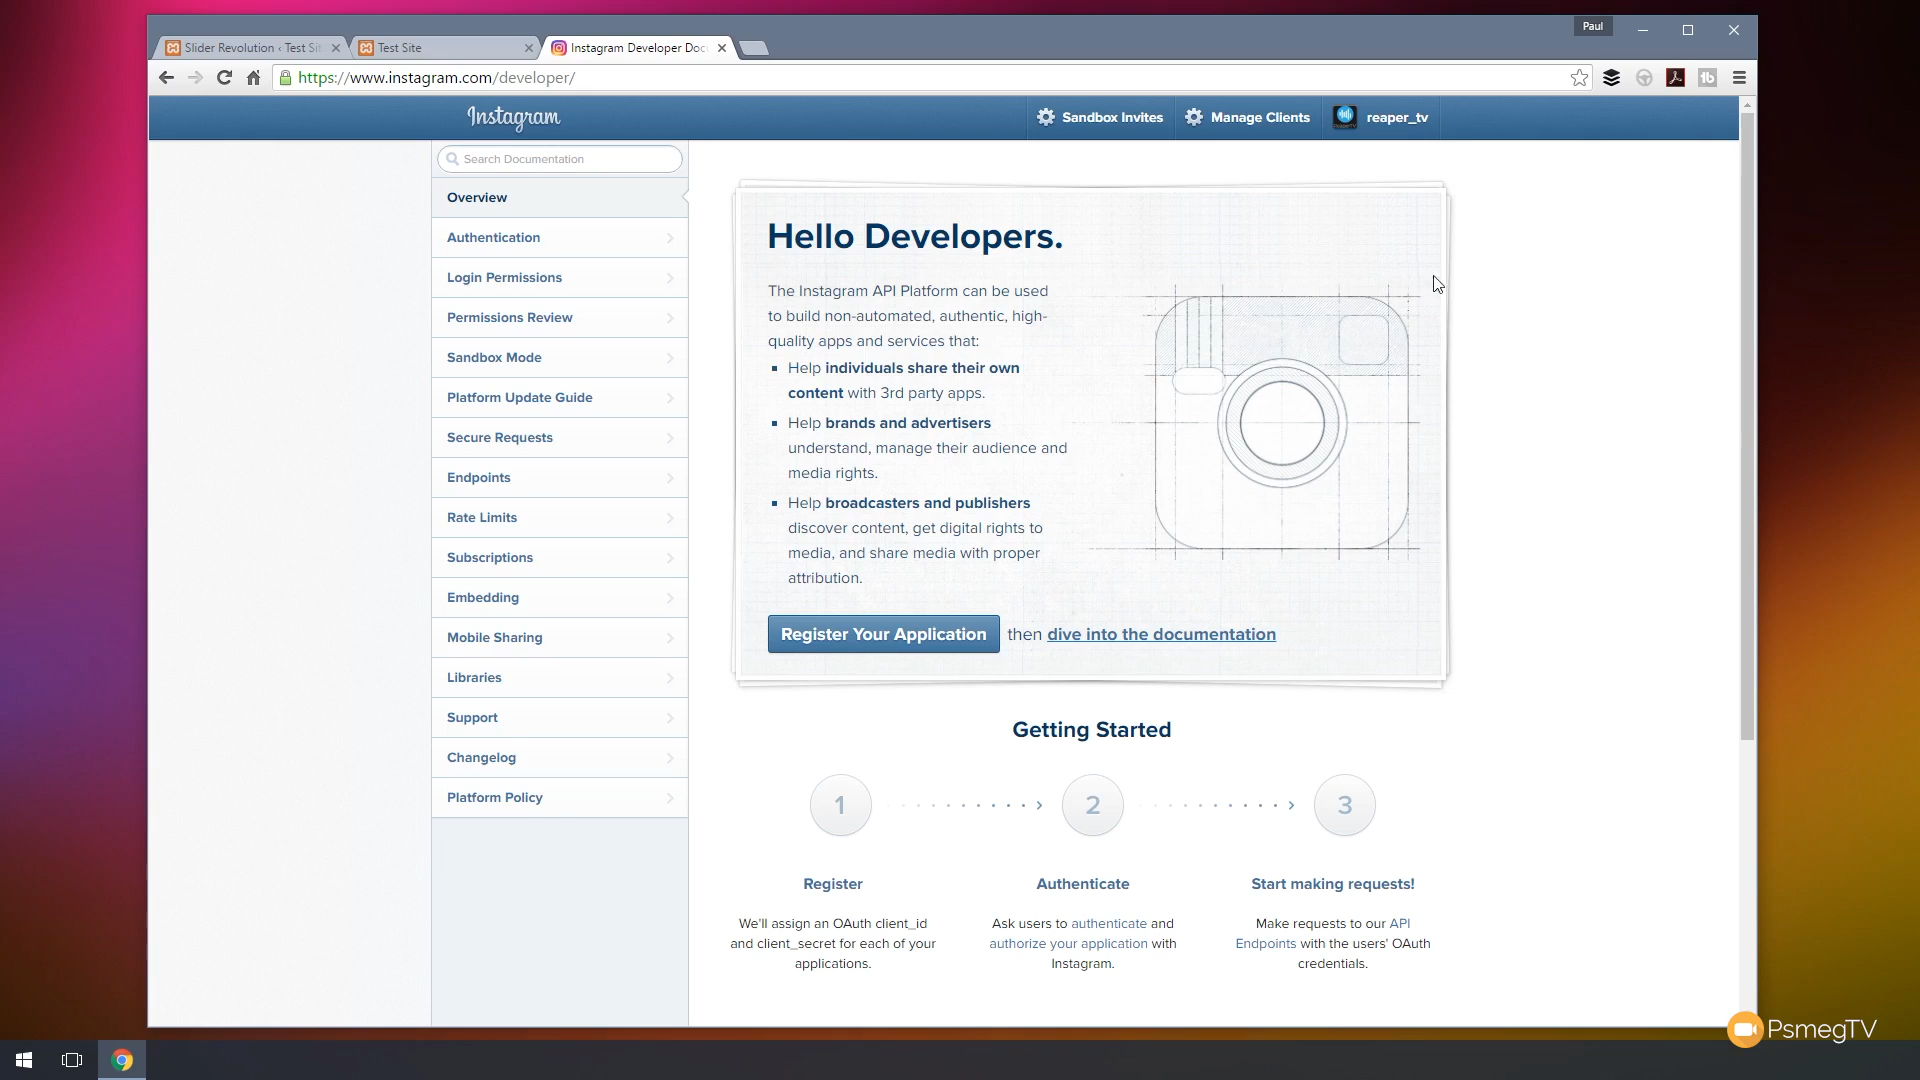 Paul
Slider Revolution ‹ Test Sit
Test Site
Instagram Developer Doc
https://www.instagram.com/developer/
Instagram
Sandbox Invites
Manage Clients
reaper_tv
Search Documentation
Overview
Authentication
Login Permissions
Permissions Review
Sandbox Mode
Platform Update Guide
Secure Requests
Endpoints
Rate Limits
Subscriptions
Embedding
Mobile Sharing
Libraries
Support
Changelog
Platform Policy
Hello Developers.
The Instagram API Platform can be used
to build non-automated, authentic, high-
quality apps and services that:
Help individuals share their own
content with 3rd party apps.
Help brands and advertisers
understand, manage their audience and
media rights.
Help broadcasters and publishers
discover content, get digital rights to
media, and share media with proper
attribution.
Register Your Application then dive into the documentation
Getting Started
1
2
3
Register
We'll assign an OAuth client_id
and client_secret for each of your
applications.
Authenticate
Ask users to authenticate and
authorize your application with
Instagram.
Start making requests!
Make requests to our API
Endpoints with the users' OAuth
credentials.
PsmegTV